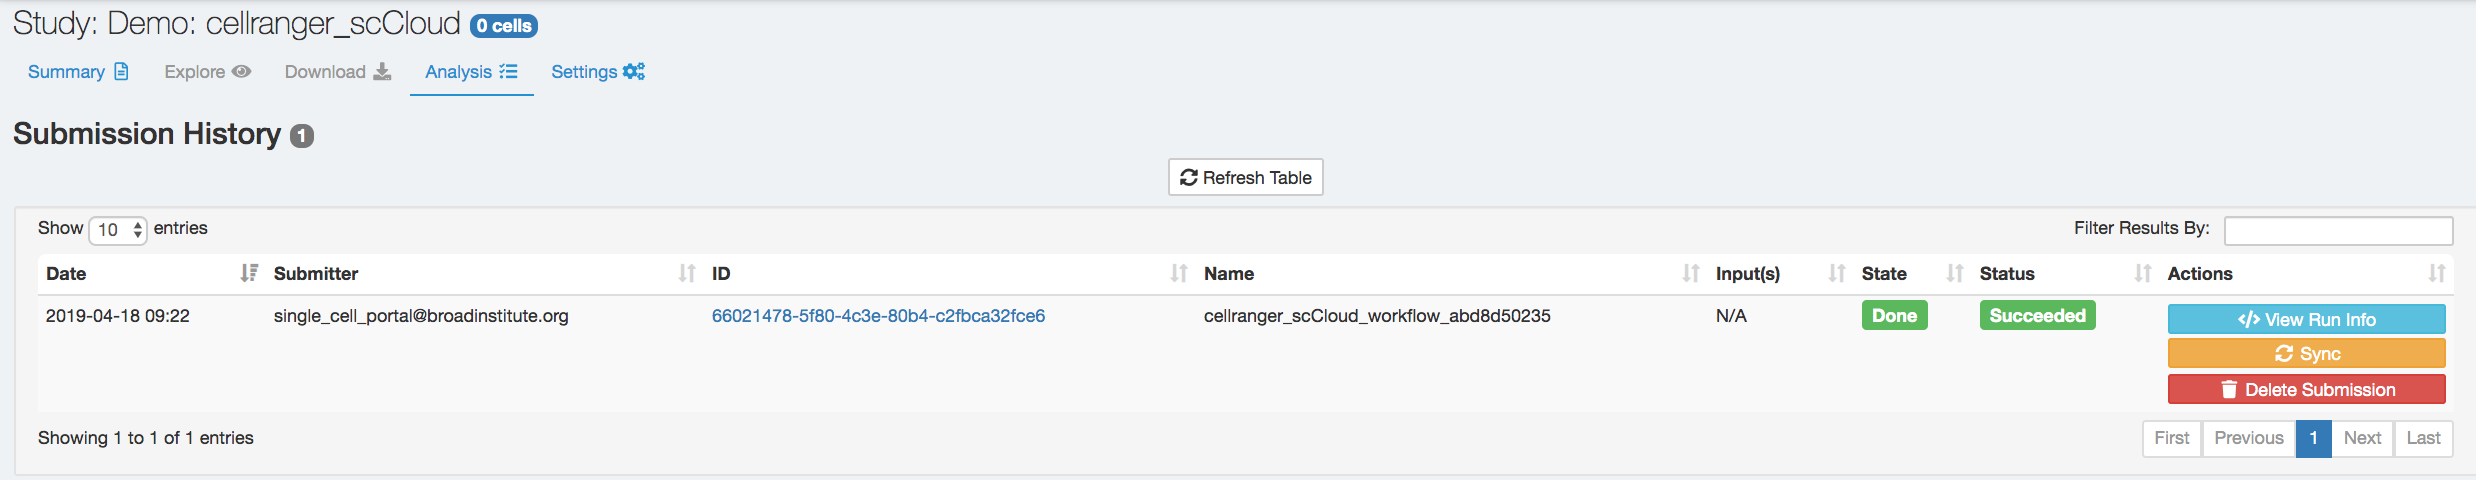 Study: Demo: cellranger_scCloud 0 cells
Summary Explore Download Analysis Settings
Submission History 1
Refresh Table
Show 10 entries Filter Results By:
Date Submitter ID Name Input(s) State Status Actions
2019-04-18 09:22 single_cell_portal@broadinstitute.org 66021478-5f80-4c3e-80b4-c2fbca32fce6 cellranger_scCloud_workflow_abd8d50235 N/A Done Succeeded View Run Info
Sync
Delete Submission
Showing 1 to 1 of 1 entries First Previous 1 Next Last